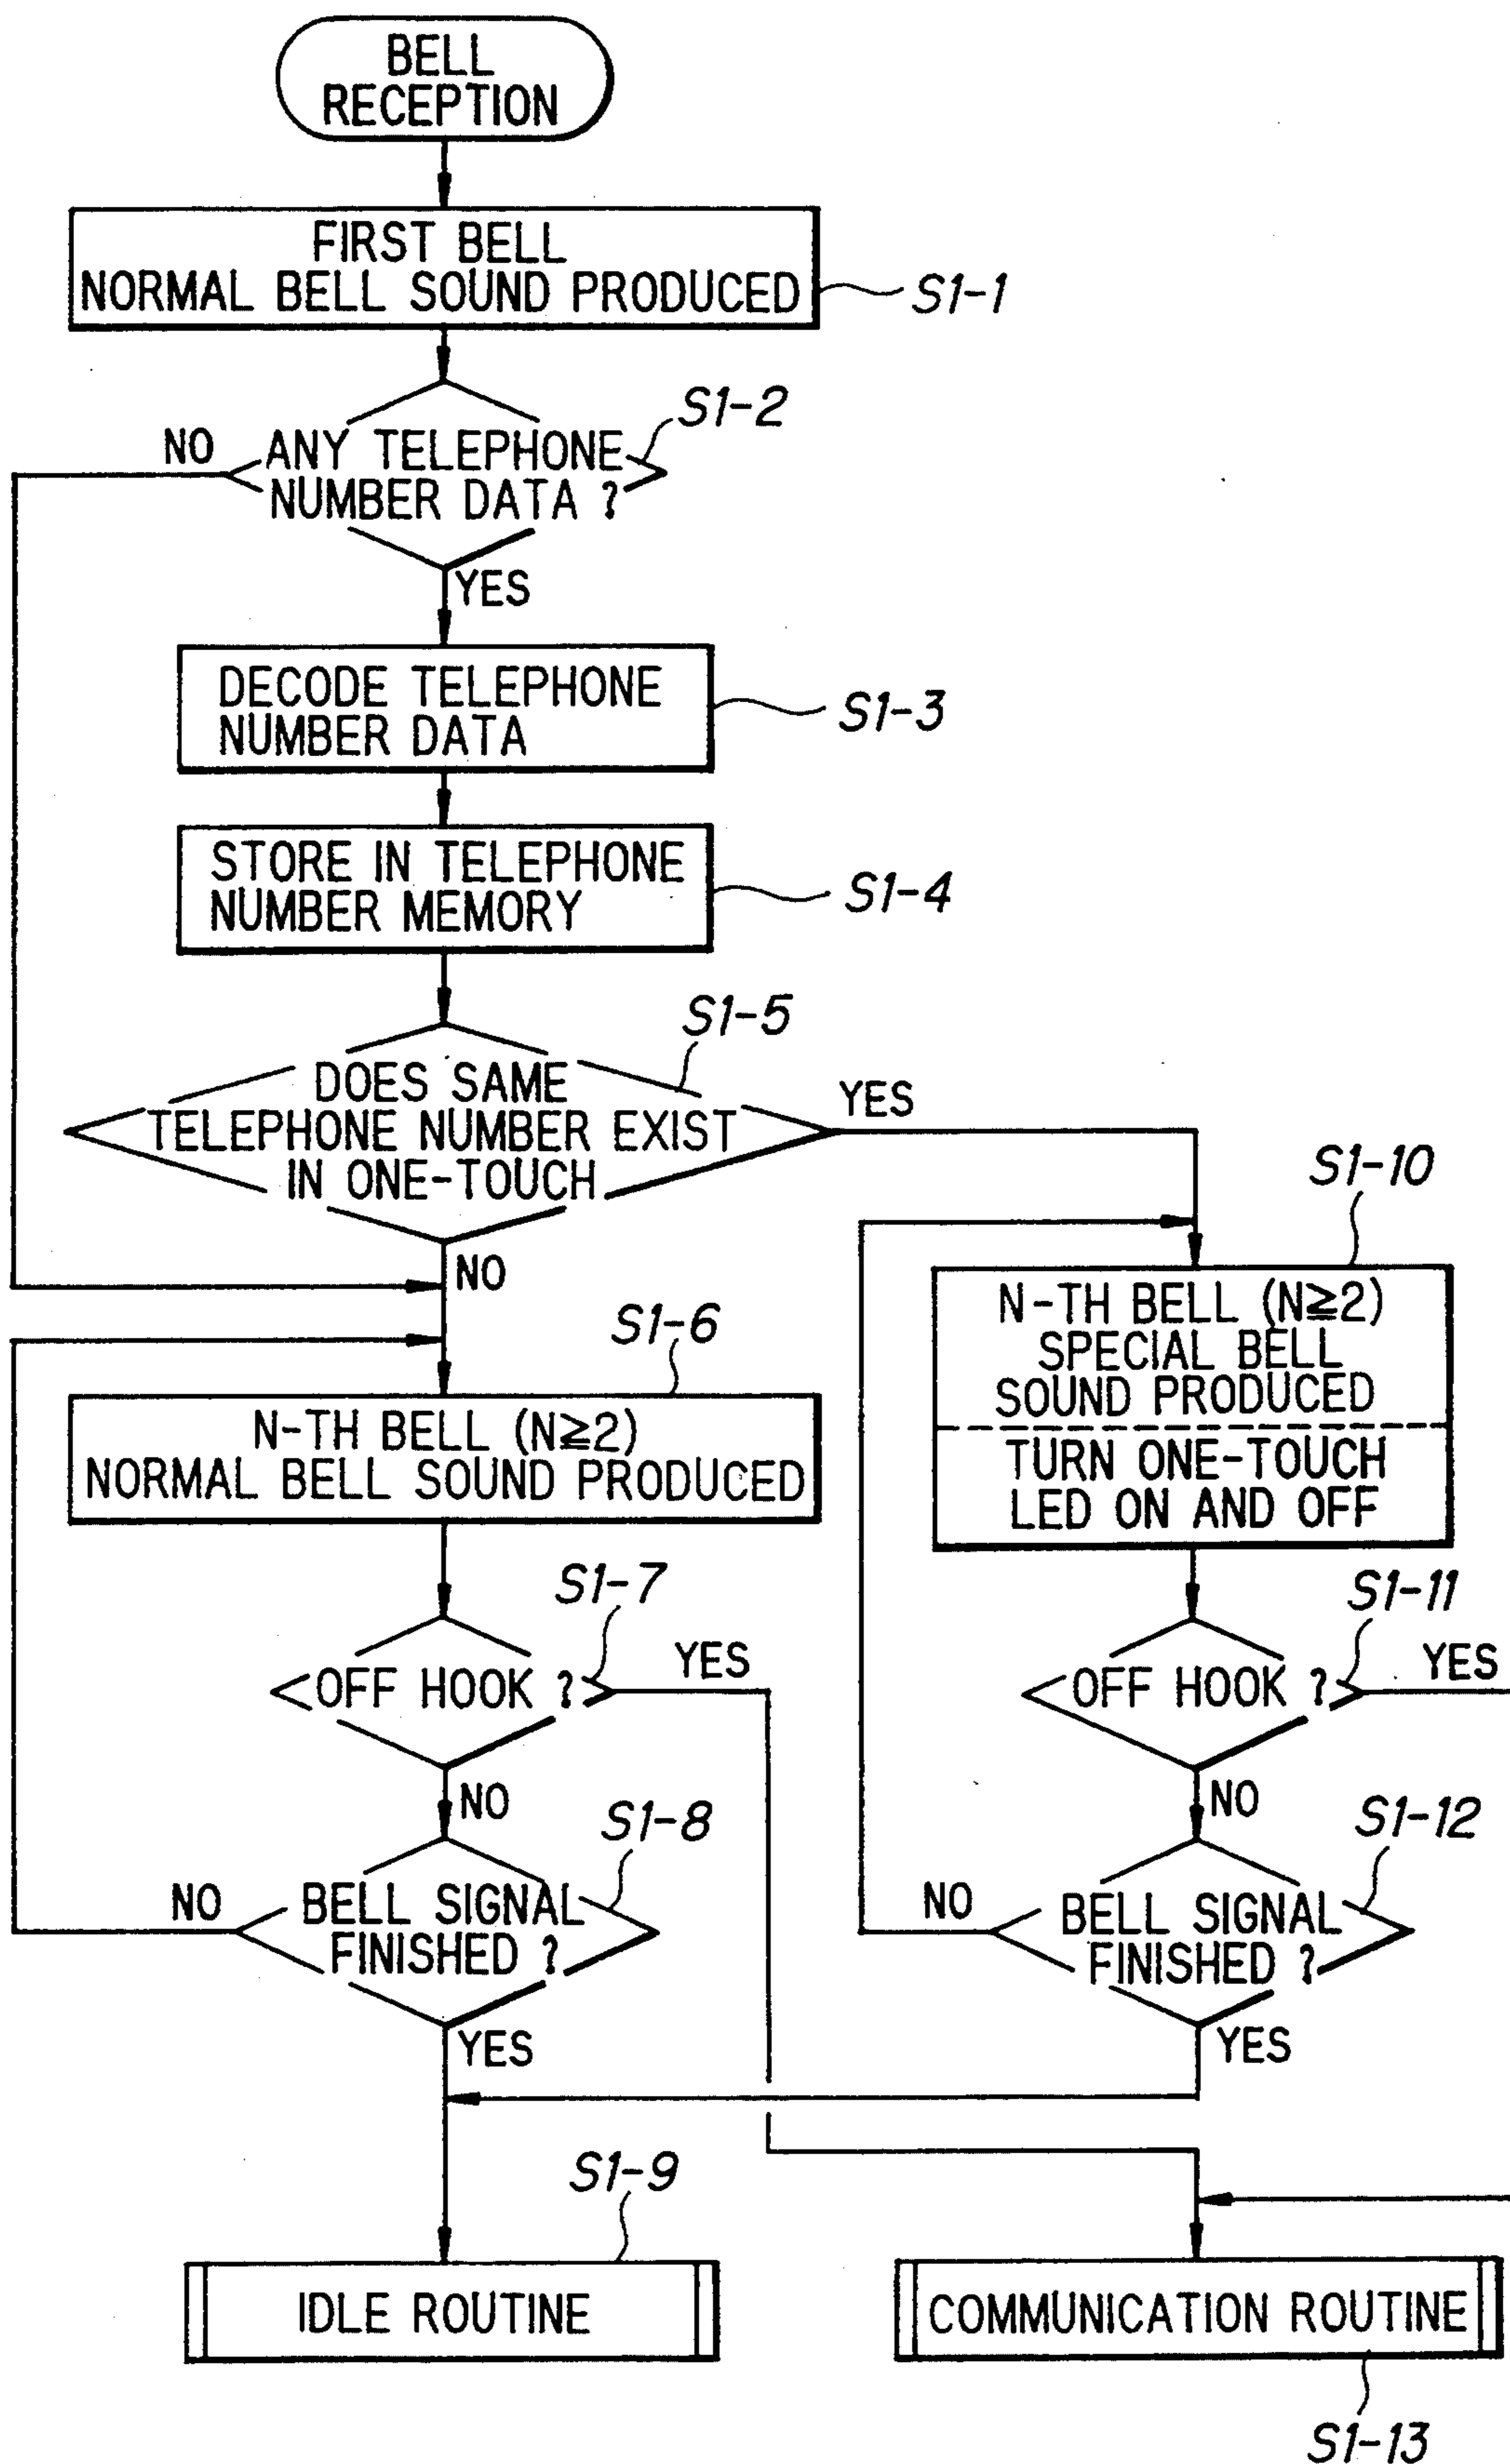 BELL
RECEPTION
FIRST BELL
NORMAL BELL SOUND PRODUCED
S1-1
S1-2
NO
ANY TELEPHONE
NUMBER DATA ?
YES
DECODE TELEPHONE
NUMBER DATA
S1-3
STORE IN TELEPHONE
NUMBER MEMORY
S1-4
S1-5
DOES SAME
TELEPHONE NUMBER EXIST
IN ONE-TOUCH
YES
NO
S1-10
N-TH BELL (N≧2)
SPECIAL BELL
SOUND PRODUCED
TURN ONE-TOUCH
LED ON AND OFF
S1-6
N-TH BELL (N≧2)
NORMAL BELL SOUND PRODUCED
S1-7
OFF HOOK ?
YES
NO
S1-11
OFF HOOK ?
YES
NO
S1-8
NO
BELL SIGNAL
FINISHED ?
YES
S1-12
NO
BELL SIGNAL
FINISHED ?
YES
S1-9
IDLE ROUTINE
COMMUNICATION ROUTINE
S1-13